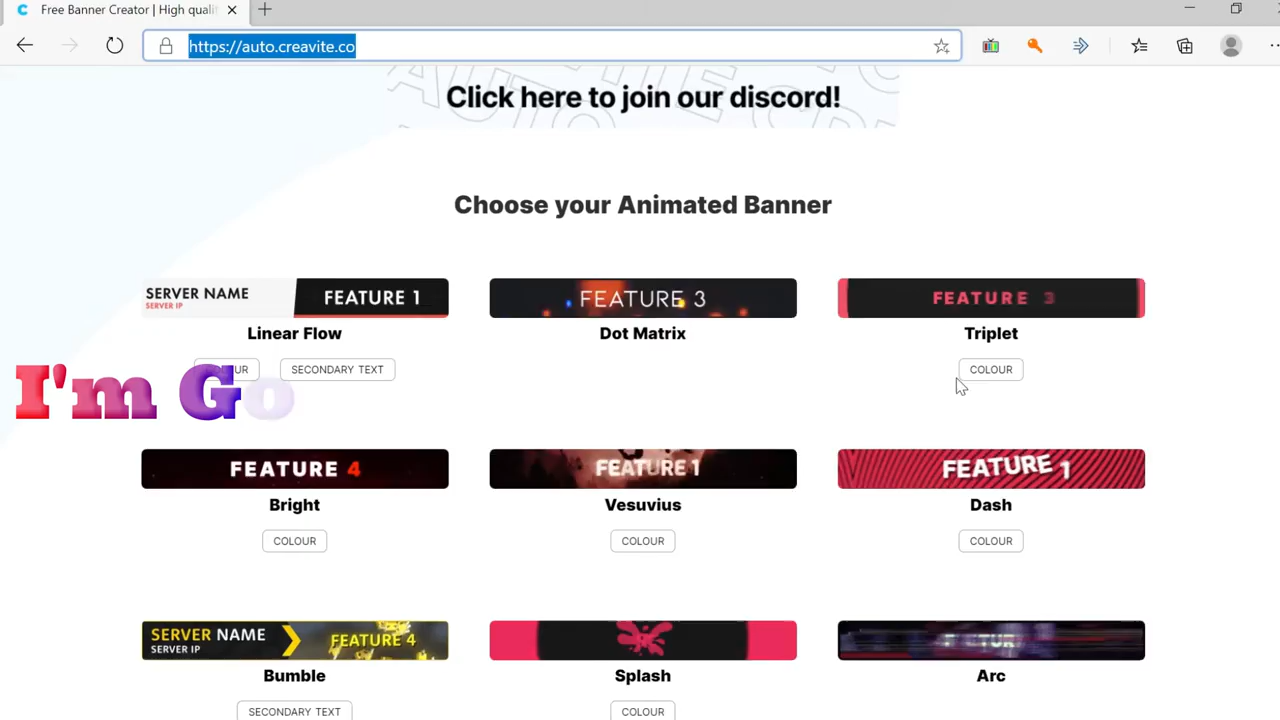 Free Banner Creator | High quali
https://auto.creavite.co
Click here to join our discord!
Choose your Animated Banner
SERVER NAME
SERVER IP
FEATURE 1
FEATURE 3
FEATURE 3
Linear Flow
Dot Matrix
Triplet
SECONDARY TEXT
COLOUR
I'm Go
FEATURE 4
FEATURE 1
FEATURE 1
Bright
Vesuvius
Dash
COLOUR
COLOUR
COLOUR
SERVER NAME
SERVER IP
FEATURE 4
Bumble
Splash
Arc
SECONDARY TEXT
COLOUR